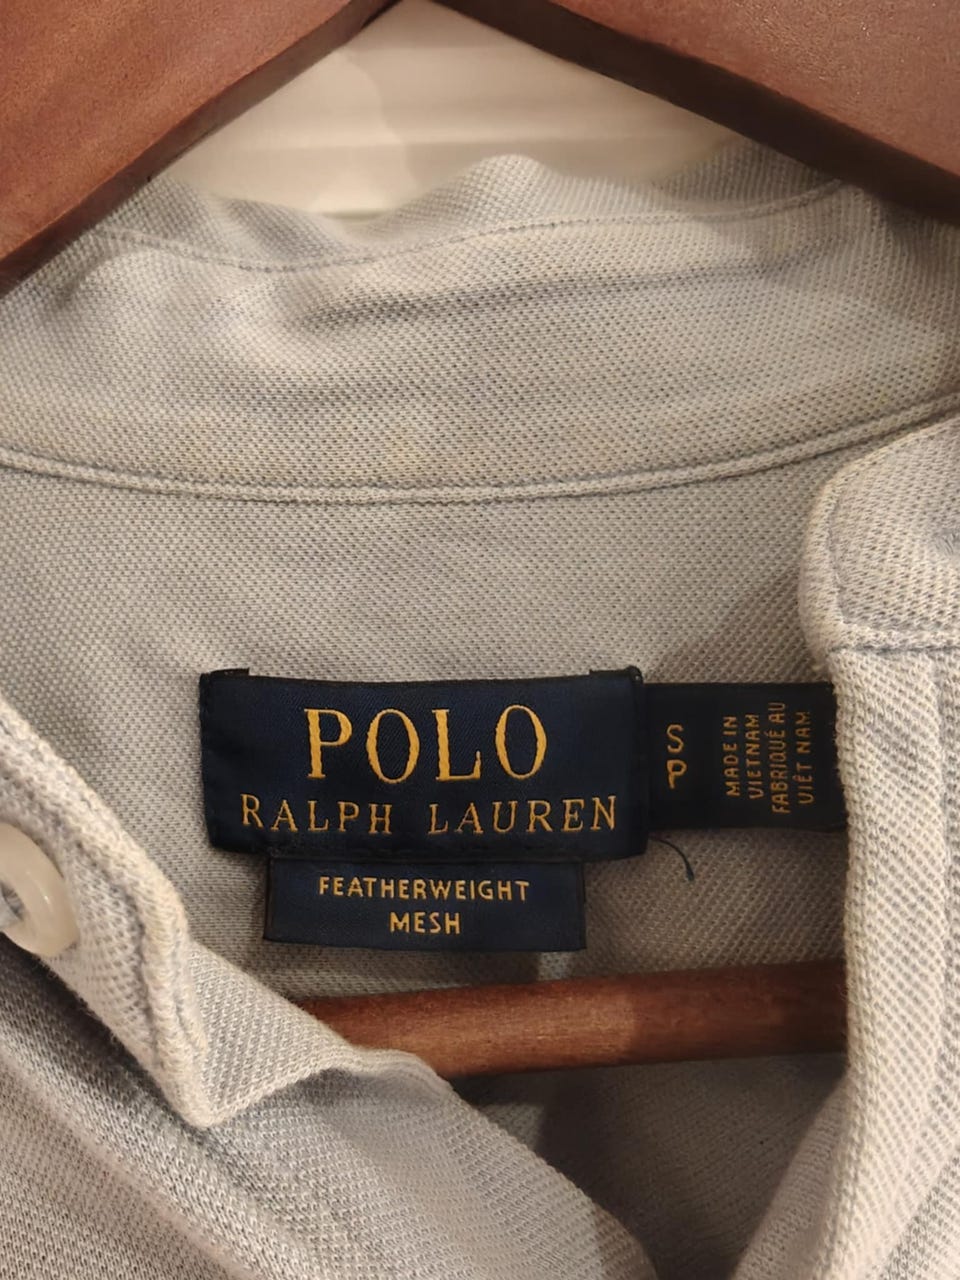 POLO
RALPH LAUREN
S
P
MADE IN
VIETNAM
FABRIQUÉ AU
VIÊT NAM
FEATHERWEIGHT
MESH